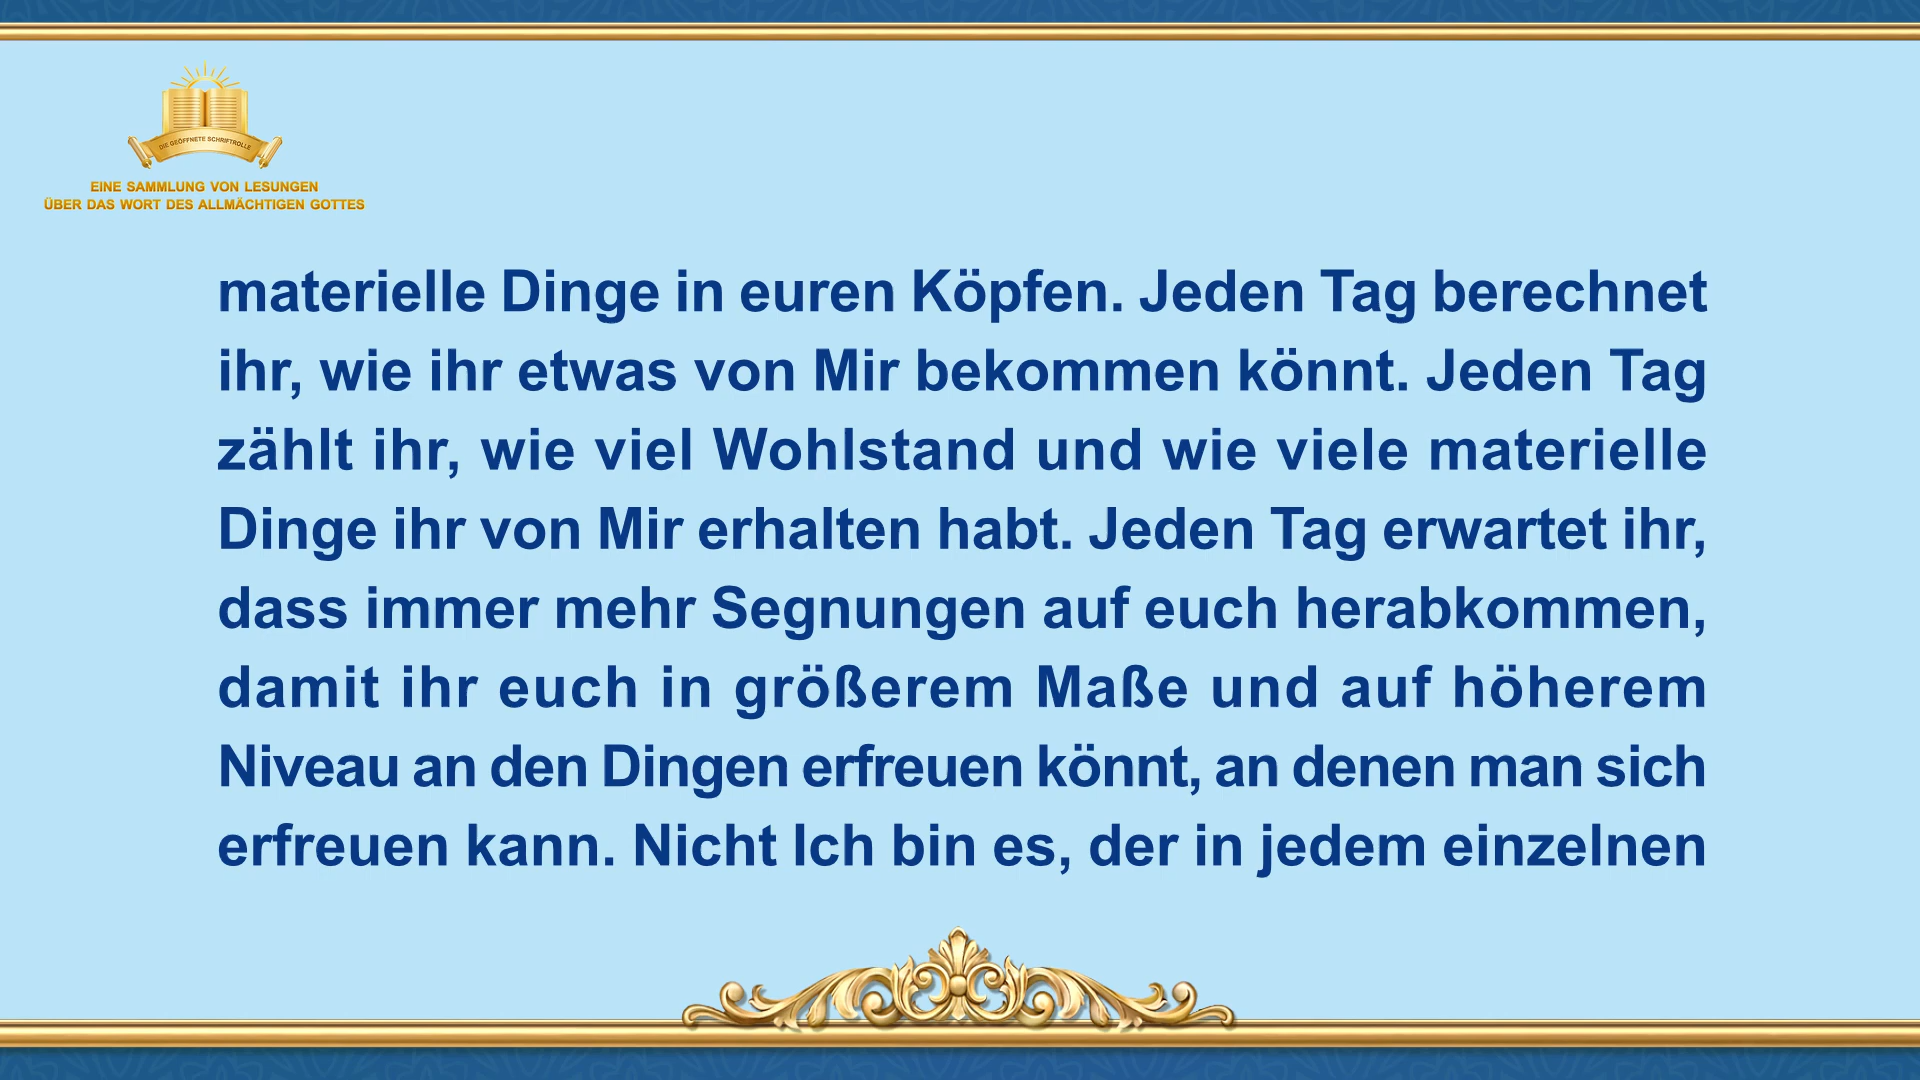 DIE GEÖFFNETE SCHRIFTROLLE
EINE SAMMLUNG VON LESUNGEN
ÜBER DAS WORT DES ALLMÄCHTIGEN GOTTES
materielle Dinge in euren Köpfen. Jeden Tag berechnet
ihr, wie ihr etwas von Mir bekommen könnt. Jeden Tag
zählt ihr, wie viel Wohlstand und wie viele materielle
Dinge ihr von Mir erhalten habt. Jeden Tag erwartet ihr,
dass immer mehr Segnungen auf euch herabkommen,
damit ihr euch in größerem Maße und auf höherem
Niveau an den Dingen erfreuen könnt, an denen man sich
erfreuen kann. Nicht Ich bin es, der in jedem einzelnen